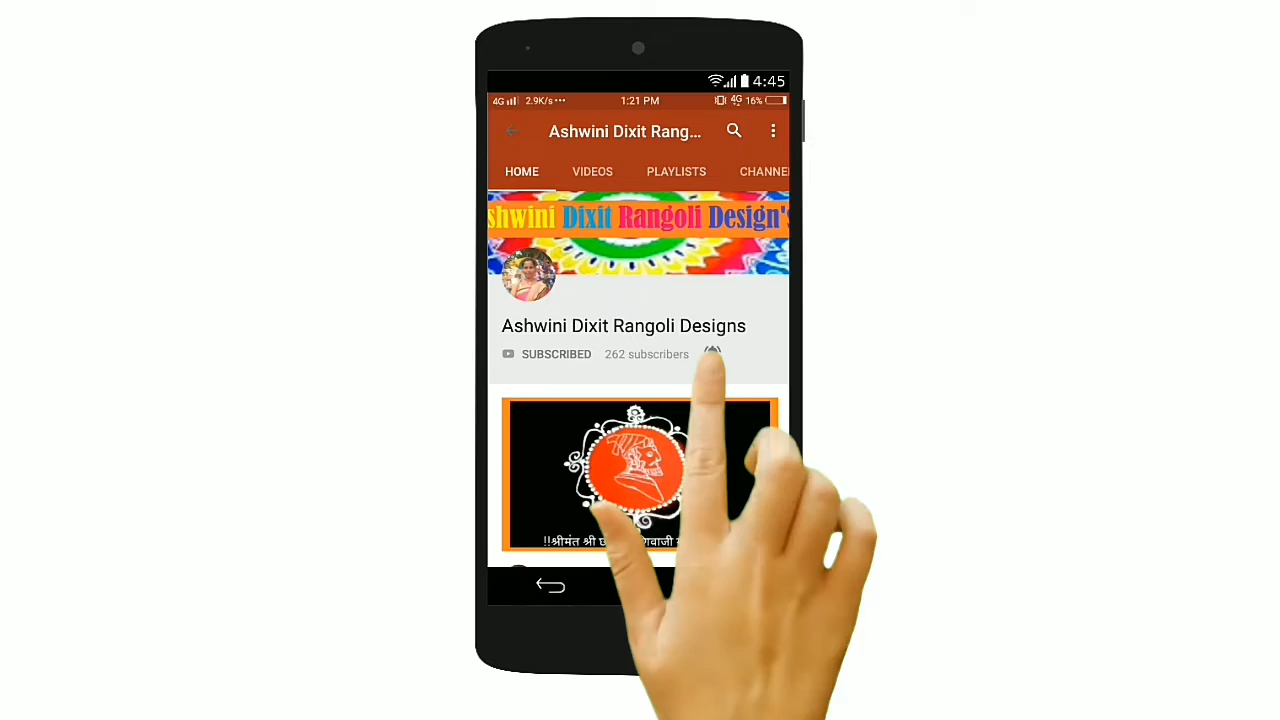 4:45
4G 2.9K/s ••• 1:21 PM 4G 16%
Ashwini Dixit Rang...
HOME VIDEOS PLAYLISTS CHANNE
shwini Dixit Rangoli Design's
Ashwini Dixit Rangoli Designs
SUBSCRIBED 262 subscribers
!!श्रीमंत श्री